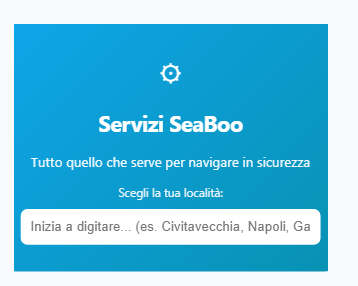 Servizi SeaBoo
Tutto quello che serve per navigare in sicurezza
Scegli la tua località:
Inizia a digitare... (es. Civitavecchia, Napoli, Ga